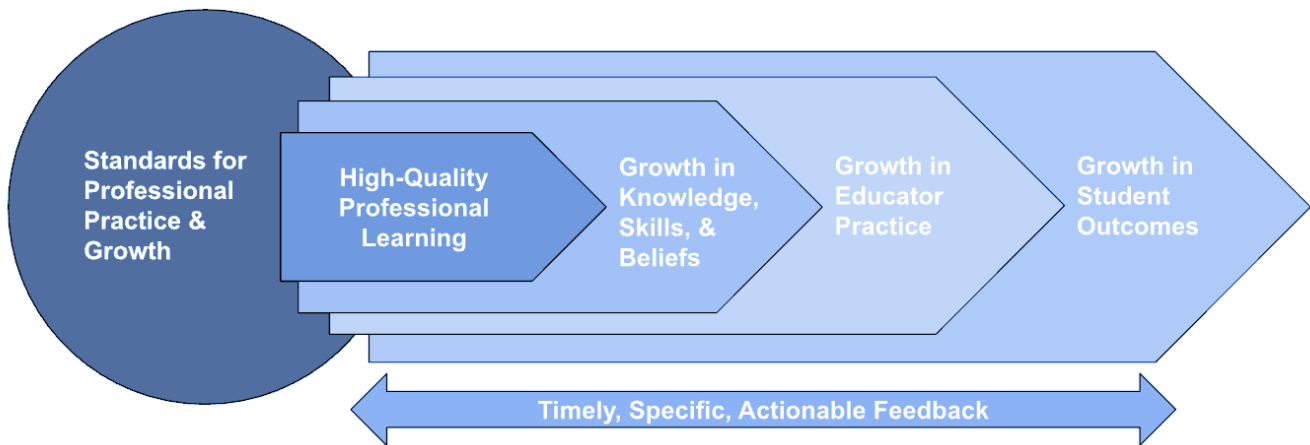 Standards for
Professional
Practice &
Growth
High-Quality
Professional
Learning
Growth in
Knowledge,
Skills, &
Beliefs
Growth in
Educator
Practice
Growth in
Student
Outcomes
Timely, Specific, Actionable Feedback